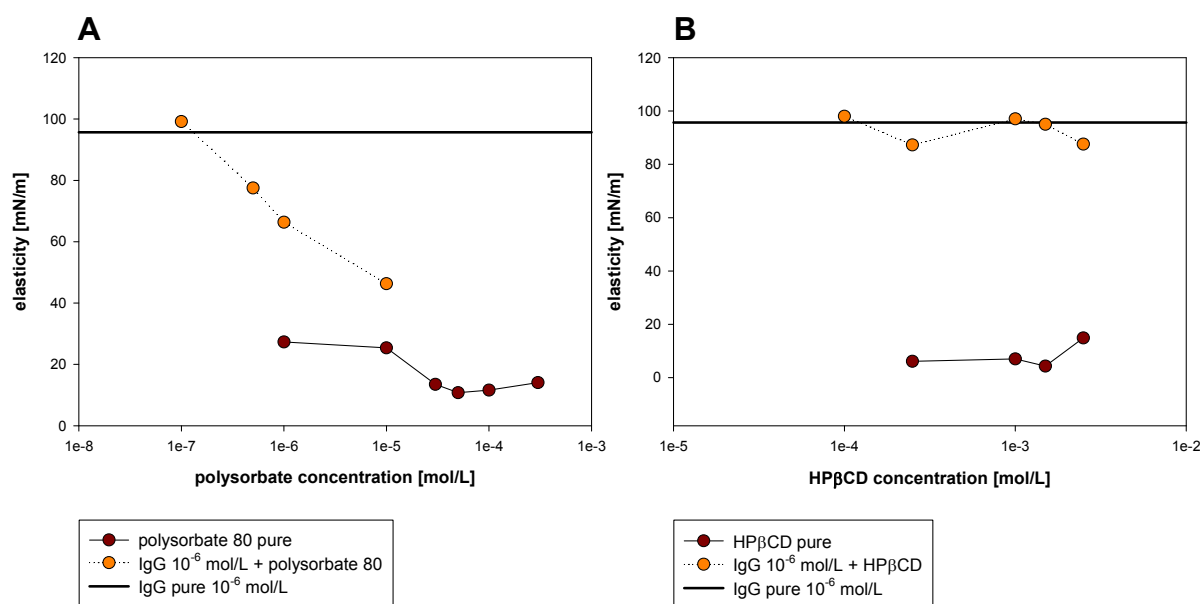 A
120
100
80
60
40
20
0
elasticity [mN/m]
1e-8 1e-7 1e-6 1e-5 1e-4 1e-3
polysorbate concentration [mol/L]
polysorbate 80 pure
IgG 10⁻⁶ mol/L + polysorbate 80
IgG pure 10⁻⁶ mol/L
B
120
100
80
60
40
20
0
elasticity [mN/m]
1e-5 1e-4 1e-3 1e-2
HPβCD concentration [mol/L]
HPβCD pure
IgG 10⁻⁶ mol/L + HPβCD
IgG pure 10⁻⁶ mol/L